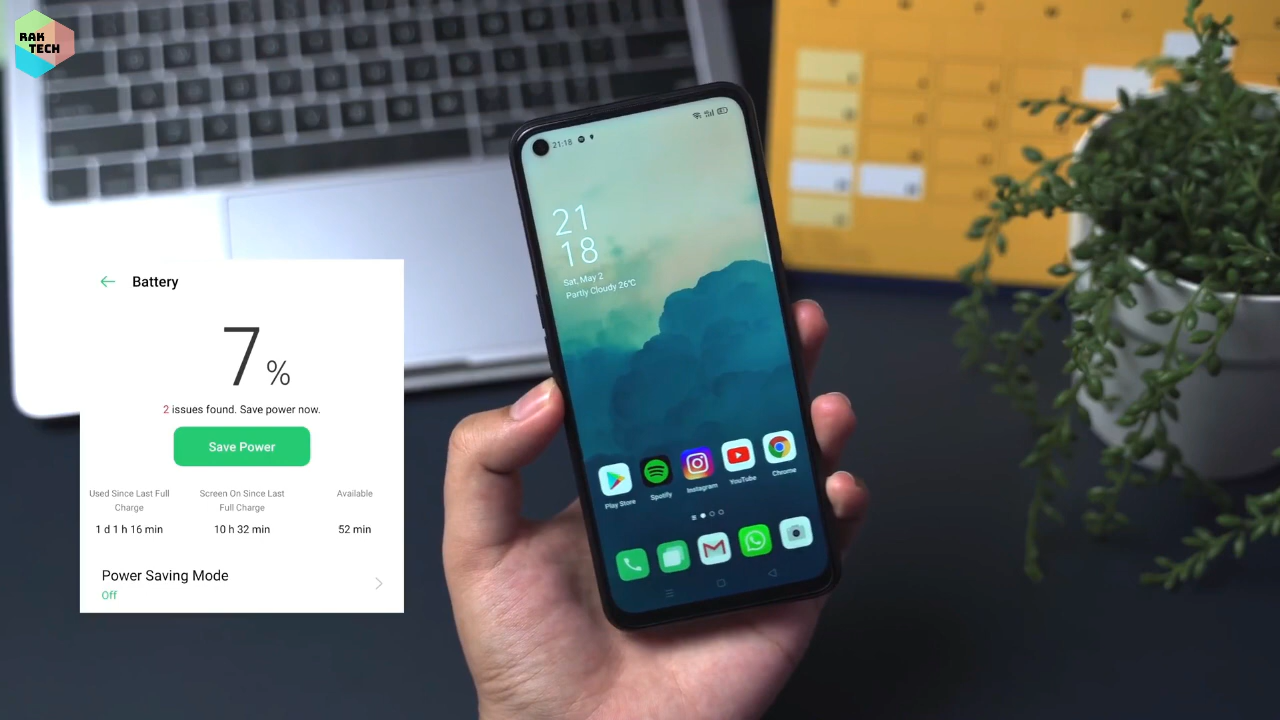 RAK
TECH
21:18
21
18
Sat, May 2
Partly Cloudy 26°C
Play Store
Spotify
Instagram
YouTube
Chrome
Battery
7%
2 issues found. Save power now.
Save Power
Used Since Last Full Charge
1 d 1 h 16 min
Screen On Since Last Full Charge
10 h 32 min
Available
52 min
Power Saving Mode
Off